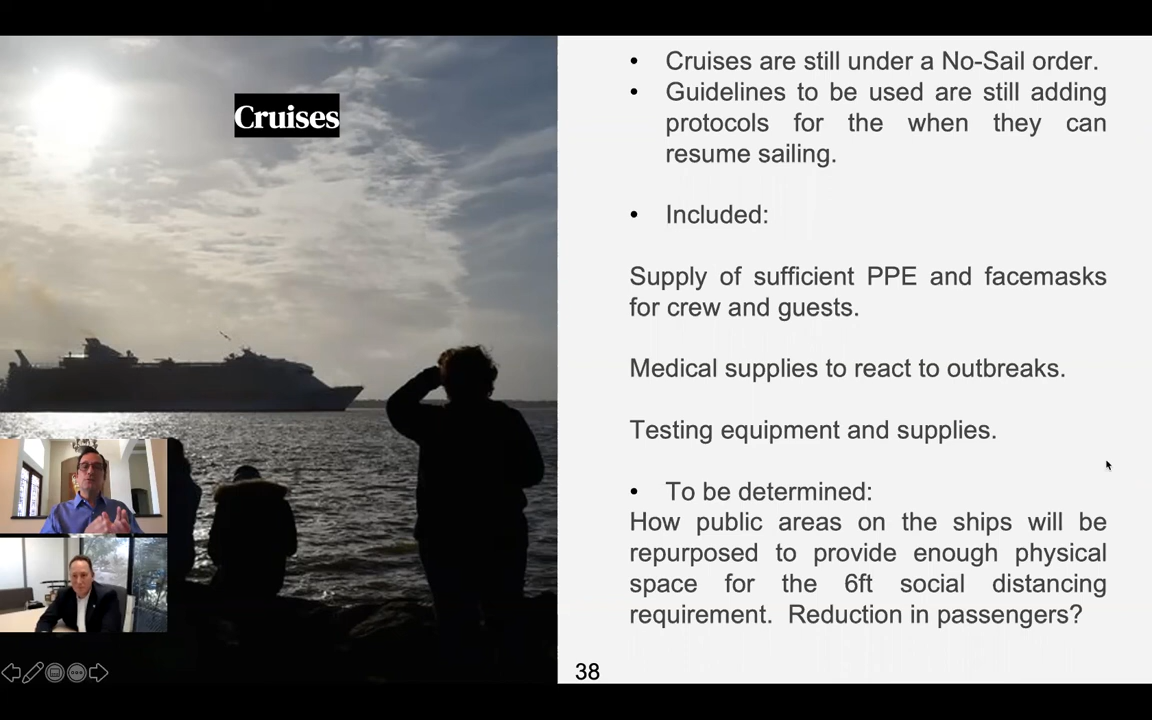 Cruises
• Cruises are still under a No-Sail order.
• Guidelines to be used are still adding
protocols for the when they can
resume sailing.
• Included:
Supply of sufficient PPE and facemasks
for crew and guests.
Medical supplies to react to outbreaks.
Testing equipment and supplies.
• To be determined:
How public areas on the ships will be
repurposed to provide enough physical
space for the 6ft social distancing
requirement. Reduction in passengers?
38